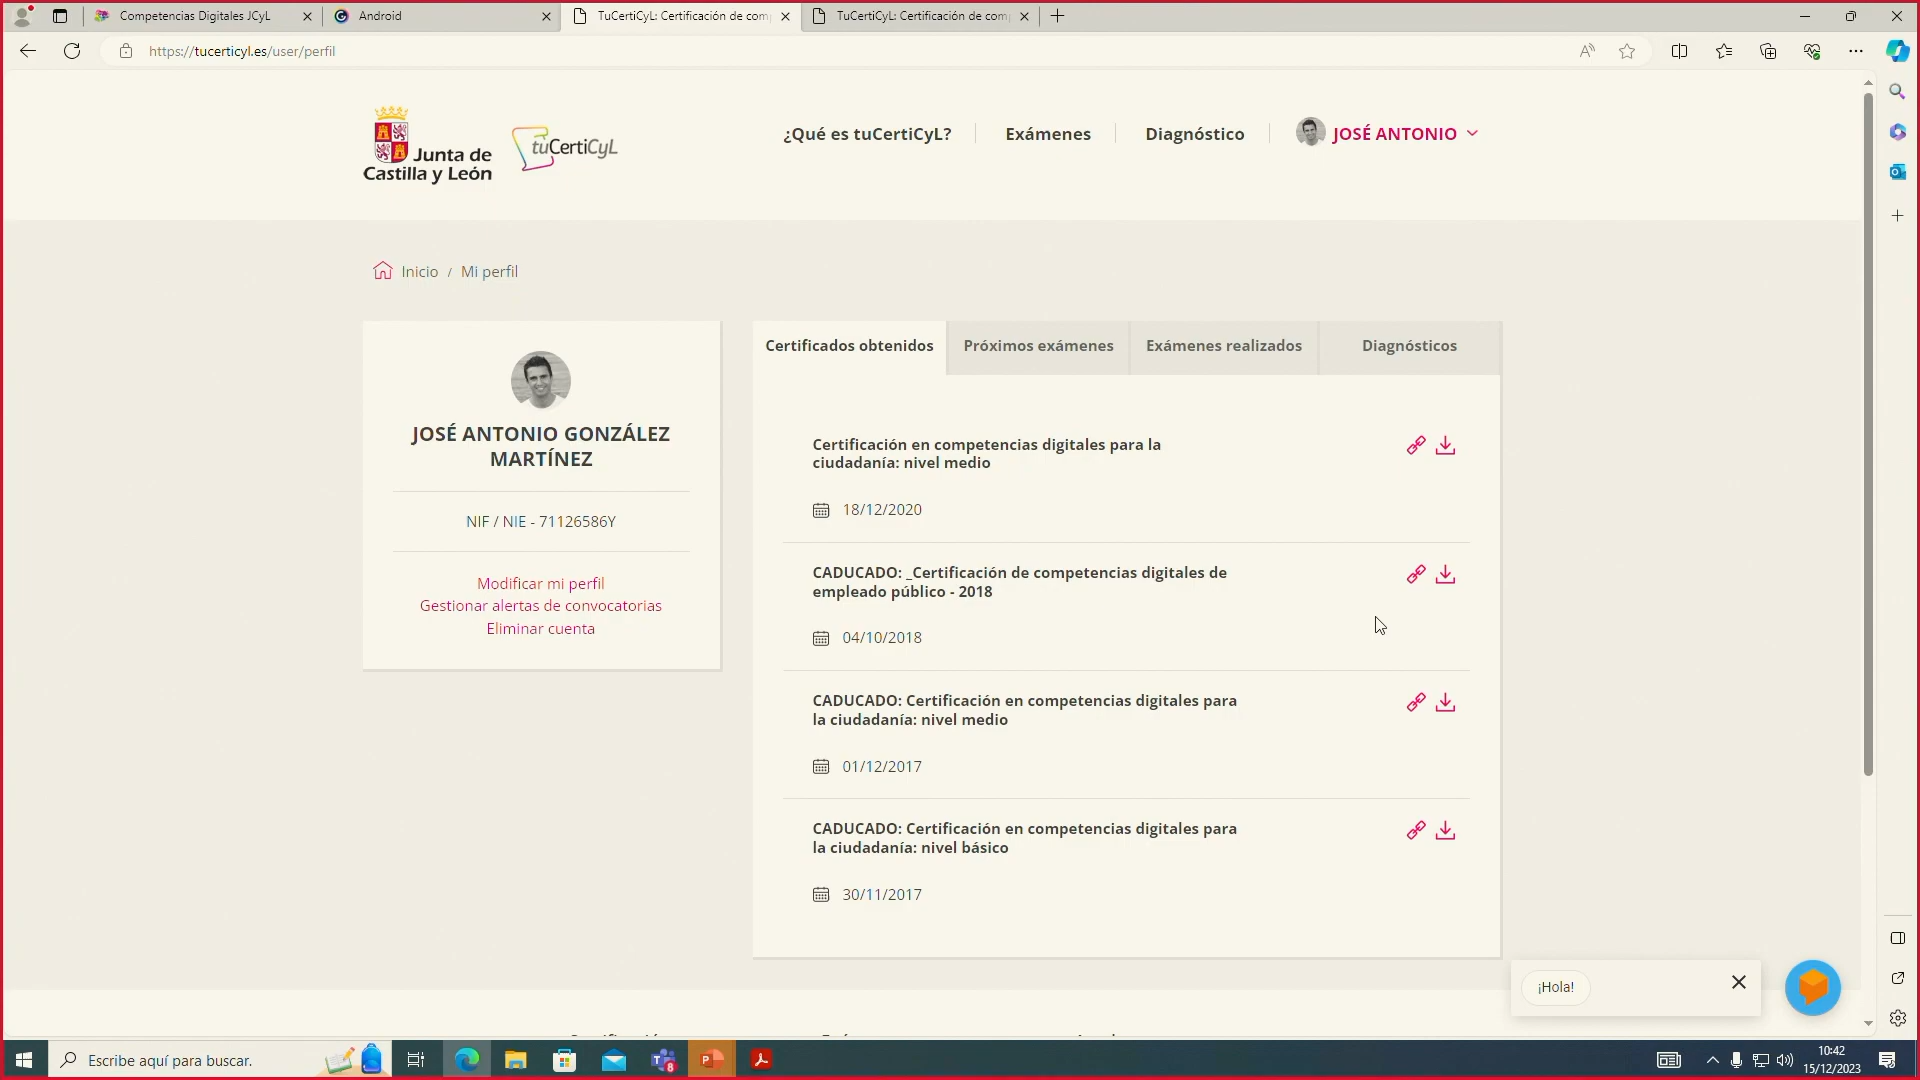 Competencias Digitales JCyL
Android
TuCertiCyL: Certificación de com
TuCertiCyL: Certificación de com
https://tucerticyl.es/user/perfil
Junta de
Castilla y León
tuCertiCyL
¿Qué es tuCertiCyL?
Exámenes
Diagnóstico
JOSÉ ANTONIO
Inicio / Mi perfil
JOSÉ ANTONIO GONZÁLEZ
MARTÍNEZ
NIF / NIE - 71126586Y
Modificar mi perfil
Gestionar alertas de convocatorias
Eliminar cuenta
Certificados obtenidos
Próximos exámenes
Exámenes realizados
Diagnósticos
Certificación en competencias digitales para la
ciudadanía: nivel medio
18/12/2020
CADUCADO: _Certificación de competencias digitales de
empleado público - 2018
04/10/2018
CADUCADO: Certificación en competencias digitales para
la ciudadanía: nivel medio
01/12/2017
CADUCADO: Certificación en competencias digitales para
la ciudadanía: nivel básico
30/11/2017
¡Hola!
Escribe aquí para buscar.
10:42
15/12/2023